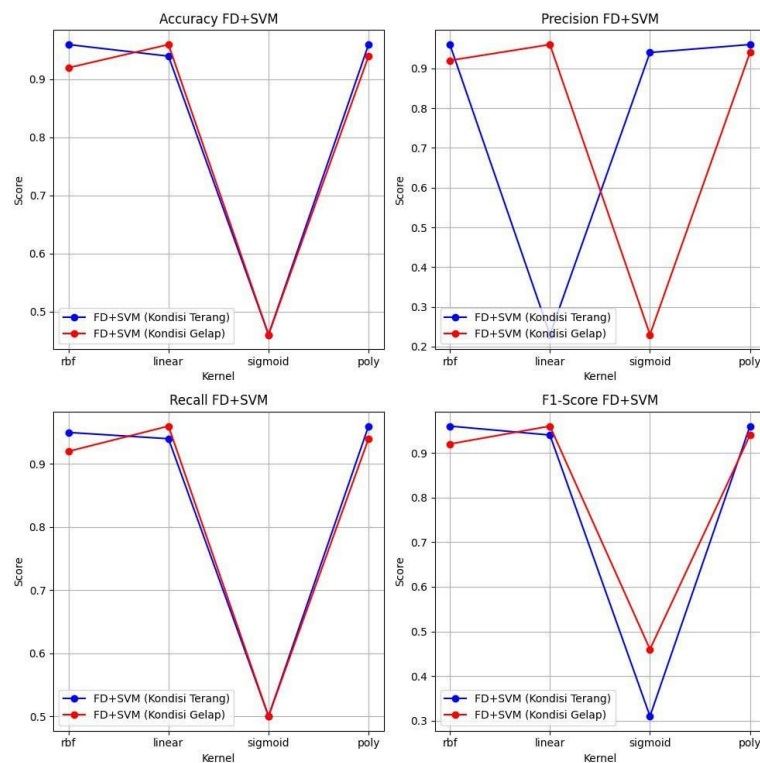 Accuracy FD+SVM
0.9
0.8
0.7
0.6
0.5
Score
FD+SVM (Kondisi Terang)
FD+SVM (Kondisi Gelap)
rbf linear sigmoid poly
Kernel
Precision FD+SVM
0.9
0.8
0.7
0.6
0.5
0.4
0.3
0.2
Score
FD+SVM (Kondisi Terang)
FD+SVM (Kondisi Gelap)
rbf linear sigmoid poly
Kernel
Recall FD+SVM
0.9
0.8
0.7
0.6
0.5
Score
FD+SVM (Kondisi Terang)
FD+SVM (Kondisi Gelap)
rbf linear sigmoid poly
Kernel
F1-Score FD+SVM
0.9
0.8
0.7
0.6
0.5
0.4
0.3
Score
FD+SVM (Kondisi Terang)
FD+SVM (Kondisi Gelap)
rbf linear sigmoid poly
Kernel